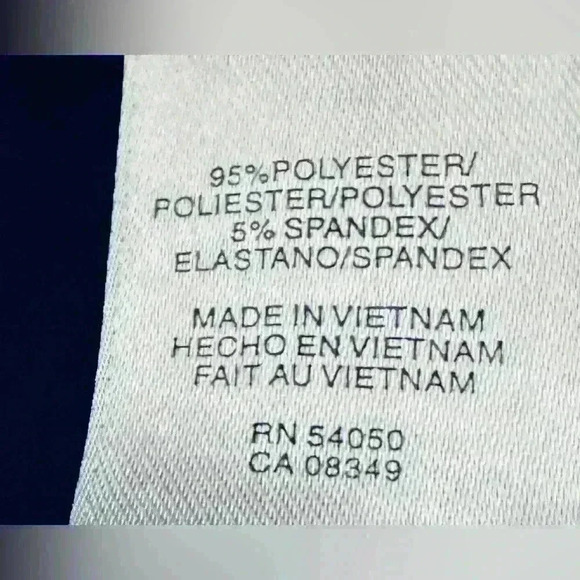 95%POLYESTER/
POLIESTER/POLYESTER
5% SPANDEX/
ELASTANO/SPANDEX
MADE IN VIETNAM
HECHO EN VIETNAM
FAIT AU VIETNAM
RN 54050
CA 08349